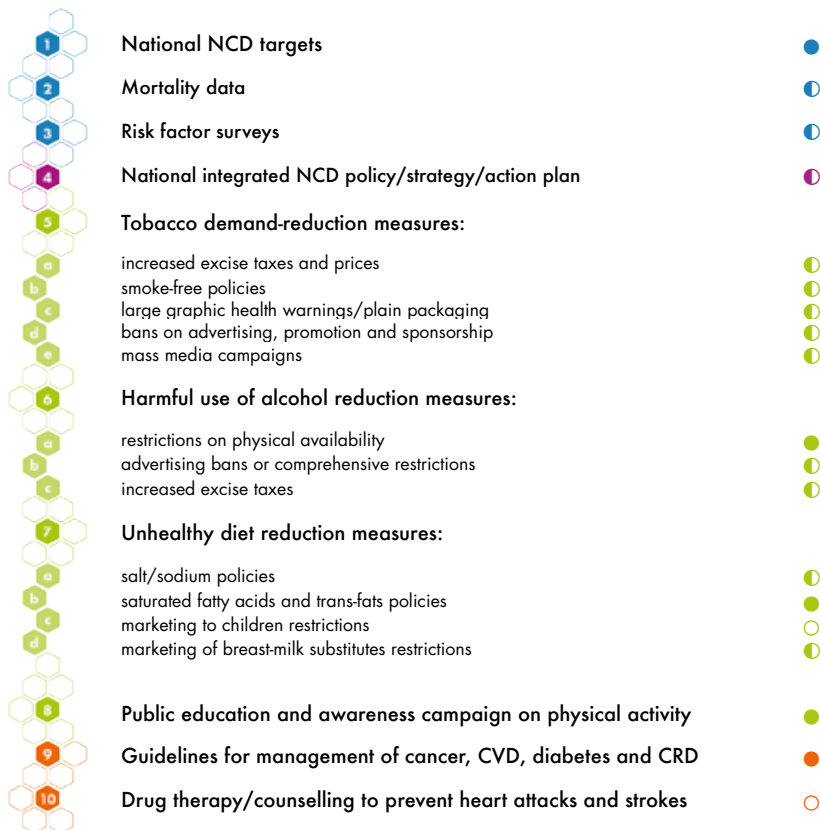 1 National NCD targets
2 Mortality data
3 Risk factor surveys
4 National integrated NCD policy/strategy/action plan
5 Tobacco demand-reduction measures:
a increased excise taxes and prices
b smoke-free policies
c large graphic health warnings/plain packaging
d bans on advertising, promotion and sponsorship
e mass media campaigns
6 Harmful use of alcohol reduction measures:
a restrictions on physical availability
b advertising bans or comprehensive restrictions
c increased excise taxes
7 Unhealthy diet reduction measures:
a salt/sodium policies
b saturated fatty acids and trans-fats policies
c marketing to children restrictions
d marketing of breast-milk substitutes restrictions
8 Public education and awareness campaign on physical activity
9 Guidelines for management of cancer, CVD, diabetes and CRD
10 Drug therapy/counselling to prevent heart attacks and strokes